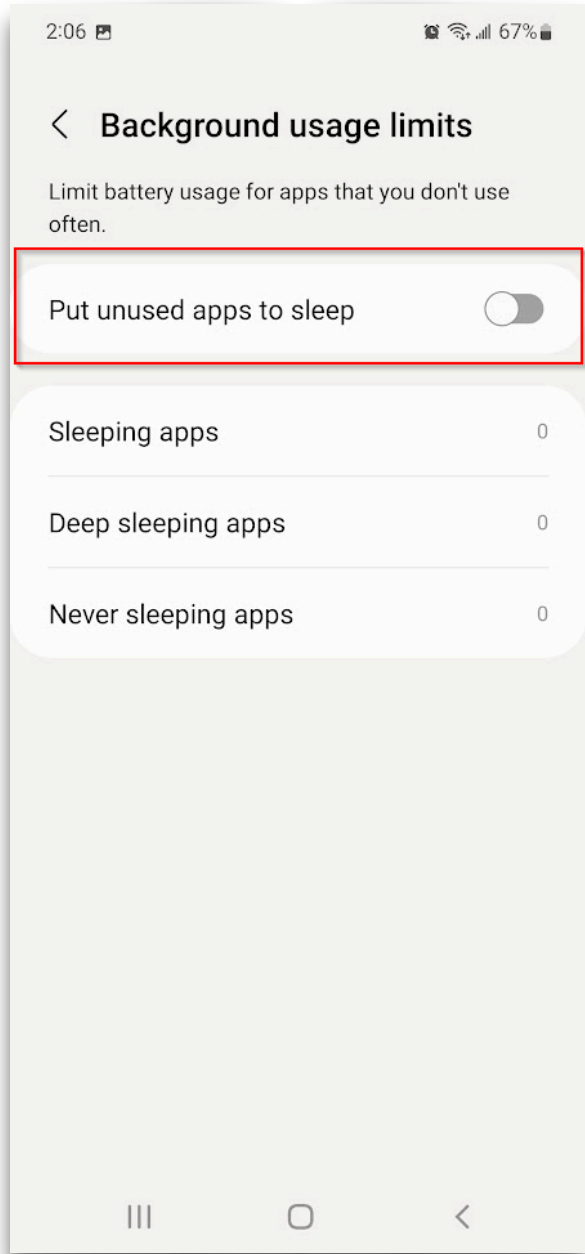 2:06 67%
Background usage limits
Limit battery usage for apps that you don't use
often.
Put unused apps to sleep
Sleeping apps 0
Deep sleeping apps 0
Never sleeping apps 0